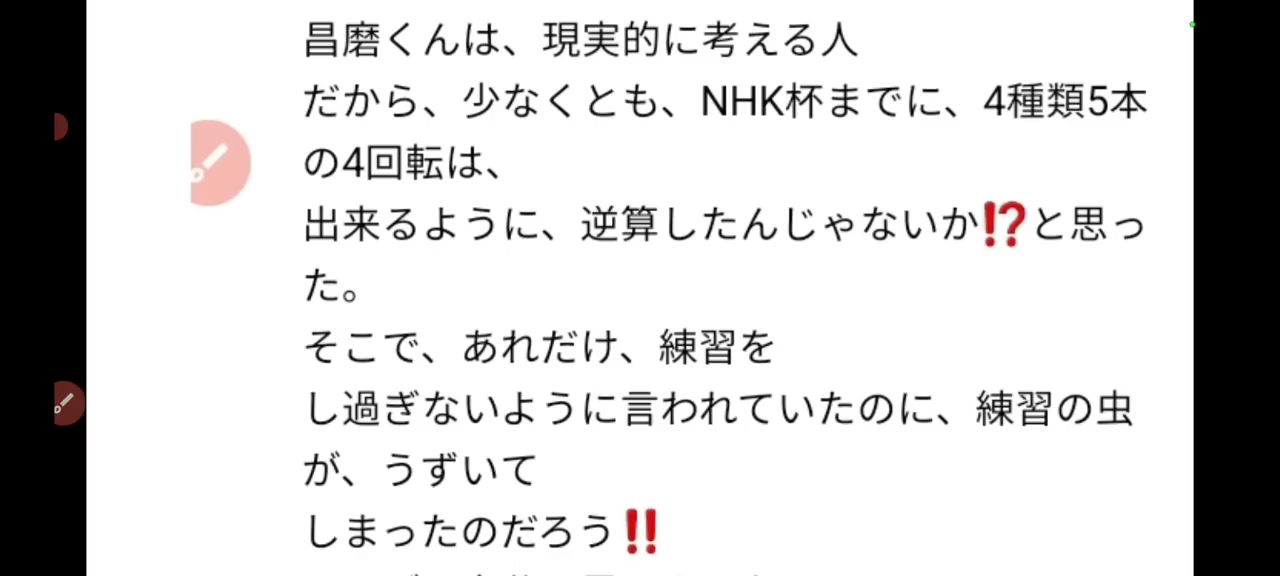 昌磨くんは、現実的に考える人
だから、少なくとも、NHK杯までに、4種類5本
の4回転は、
出来るように、逆算したんじゃないか⁉️と思っ
た。
そこで、あれだけ、練習を
し過ぎないように言われていたのに、練習の虫
が、うずいて
しまったのだろう‼️